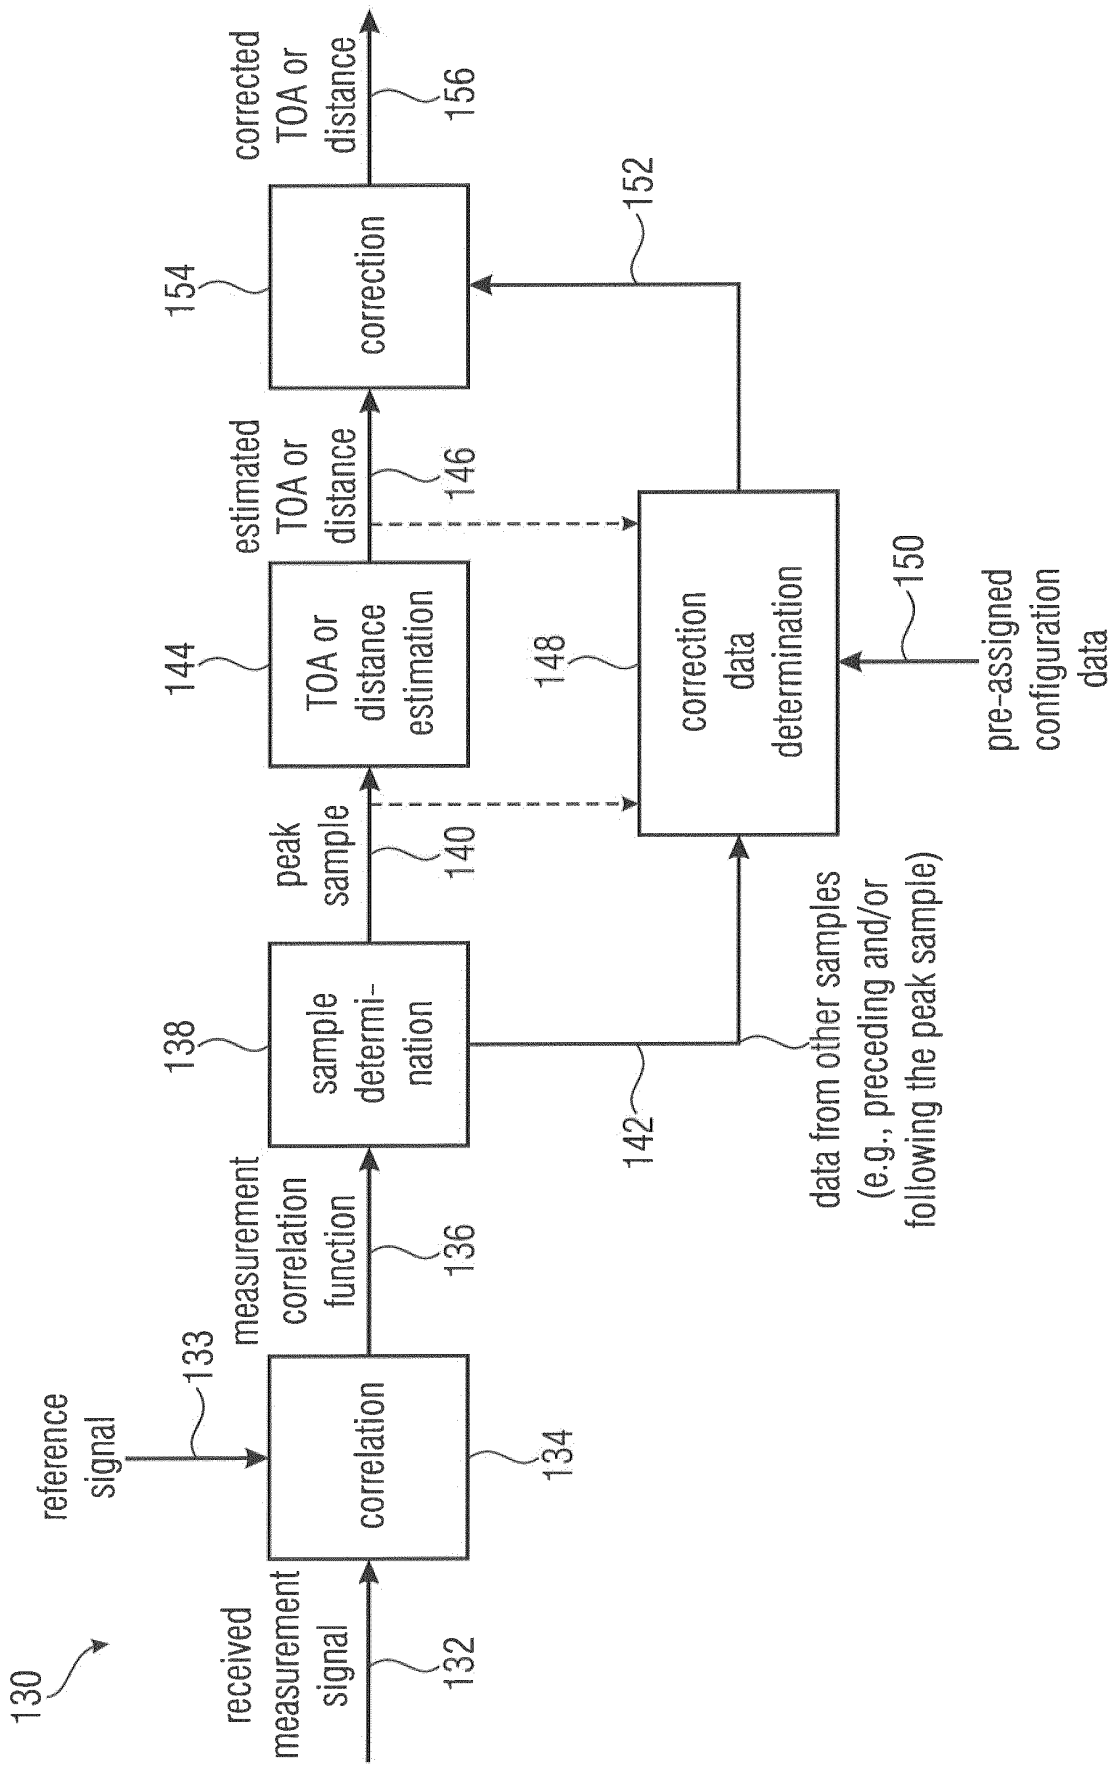 130
reference
signal
133
received
measurement
signal
132
correlation
134
measurement
correlation
function
136
138
sample
determi-
nation
peak
sample
140
142
data from other samples
(e.g., preceding and/or
following the peak sample)
144
TOA or
distance
estimation
estimated
TOA or
distance
146
148
correction
data
determination
150
pre-assigned
configuration
data
152
154
correction
corrected
TOA or
distance
156